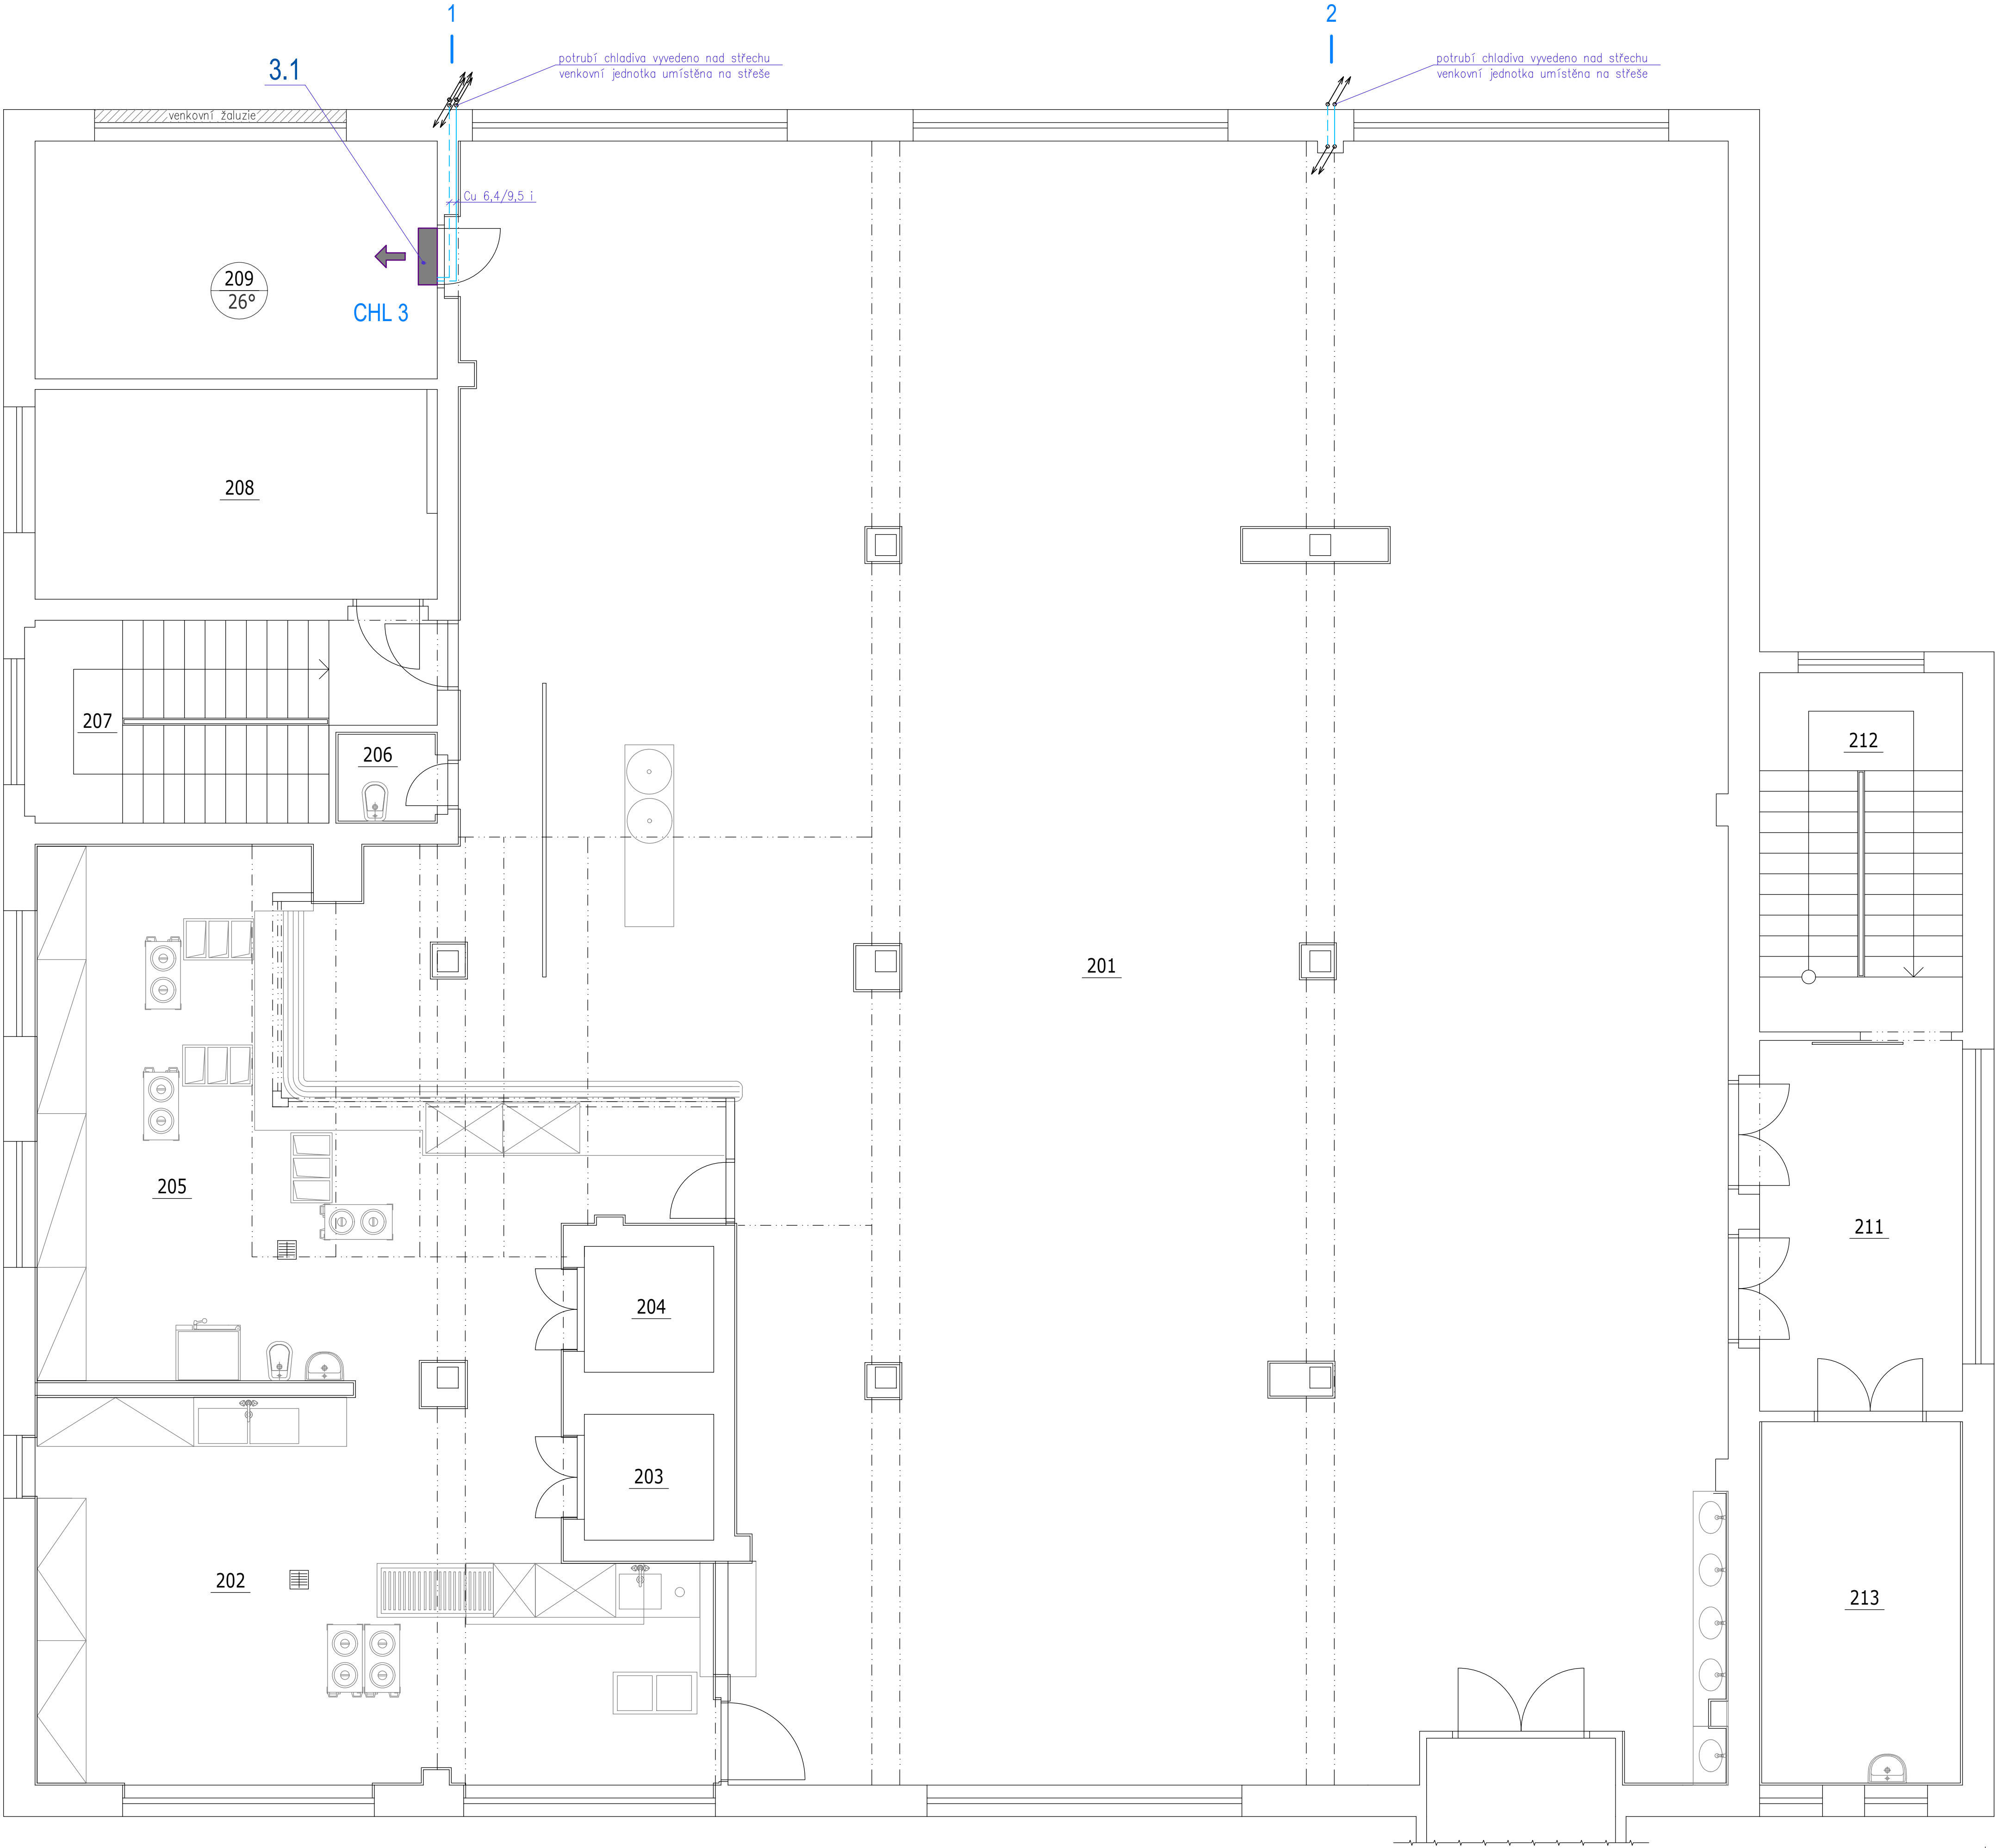 1
2
3.1
potrubí chladiva vyvedeno nad střechu
venkovní jednotka umístěna na střeše
potrubí chladiva vyvedeno nad střechu
venkovní jednotka umístěna na střeše
venkovní žaluzie
Cu 6,4/9,5 i
209
26°
CHL 3
208
207
206
212
201
205
211
204
203
202
213